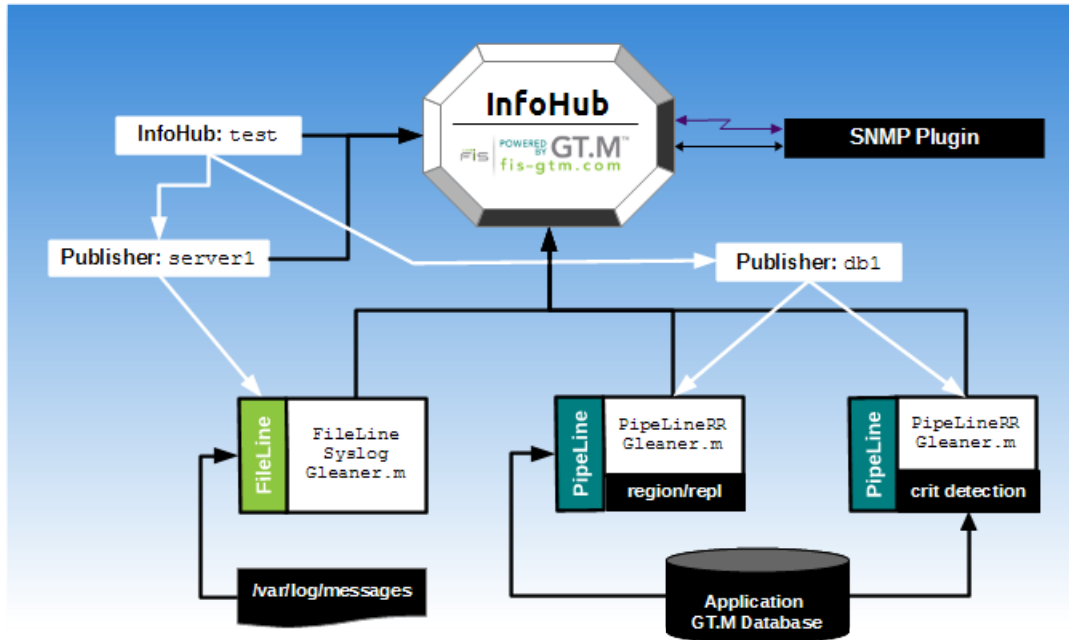 InfoHub
FIS
POWERED
BY
GT.M™
fis-gtm.com
InfoHub: test
SNMP Plugin
Publisher: server1
Publisher: db1
FileLine
FileLine
Syslog
Gleaner.m
PipeLine
PipeLineRR
Gleaner.m
region/repl
PipeLine
PipeLineRR
Gleaner.m
crit detection
/var/log/messages
Application
GT.M Database